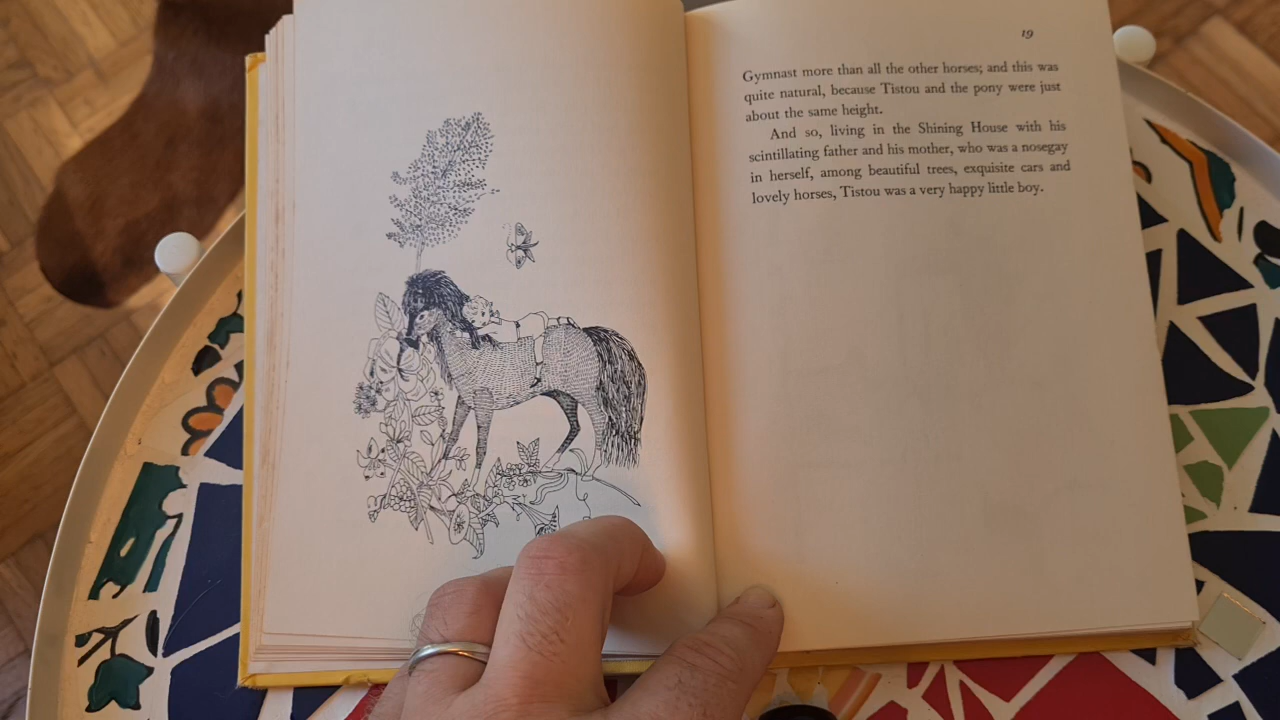 19
Gymnast more than all the other horses; and this was
quite natural, because Tistou and the pony were just
about the same height.
And so, living in the Shining House with his
scintillating father and his mother, who was a nosegay
in herself, among beautiful trees, exquisite cars and
lovely horses, Tistou was a very happy little boy.